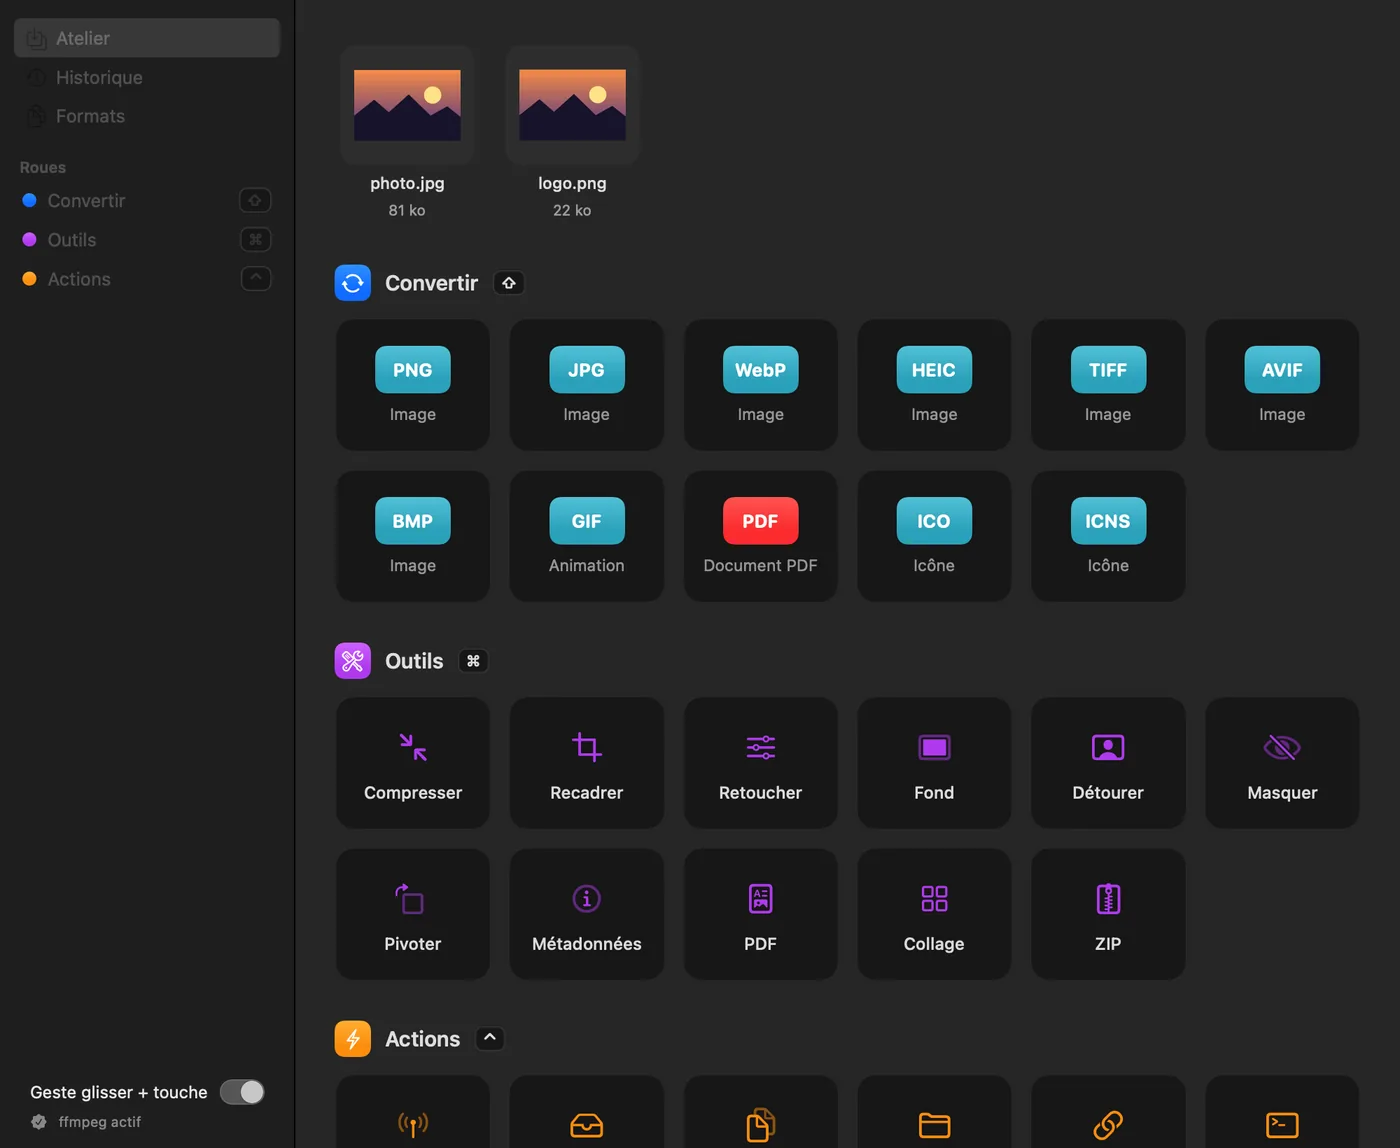 Atelier
Historique
Formats
Roues
Convertir
Outils ⌘
Actions
photo.jpg
81 ko
logo.png
22 ko
Convertir
PNG
Image
JPG
Image
WebP
Image
HEIC
Image
TIFF
Image
AVIF
Image
BMP
Image
GIF
Animation
PDF
Document PDF
ICO
Icône
ICNS
Icône
Outils ⌘
Compresser
Recadrer
Retoucher
Fond
Détourer
Masquer
Pivoter
Métadonnées
PDF
Collage
ZIP
Actions
Geste glisser + touche
ffmpeg actif